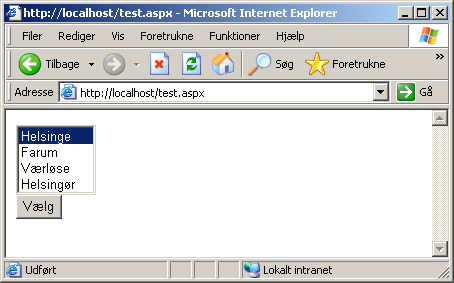 http://localhost/test.aspx - Microsoft Internet Explorer
Filer Rediger Vis Foretrukne Funktioner Hjælp
Tilbage Søg Foretrukne »
Adresse http://localhost/test.aspx Gå
Helsinge
Farum
Værløse
Helsingør
Vælg
Udført Lokalt intranet